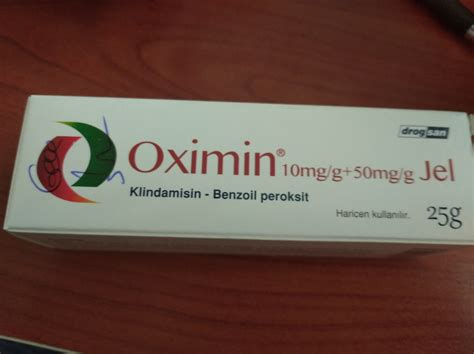 drogsan
Oximin® 10mg/g+50mg/g Jel
Klindamisin - Benzoil peroksit
Haricen kullanılır. 25g